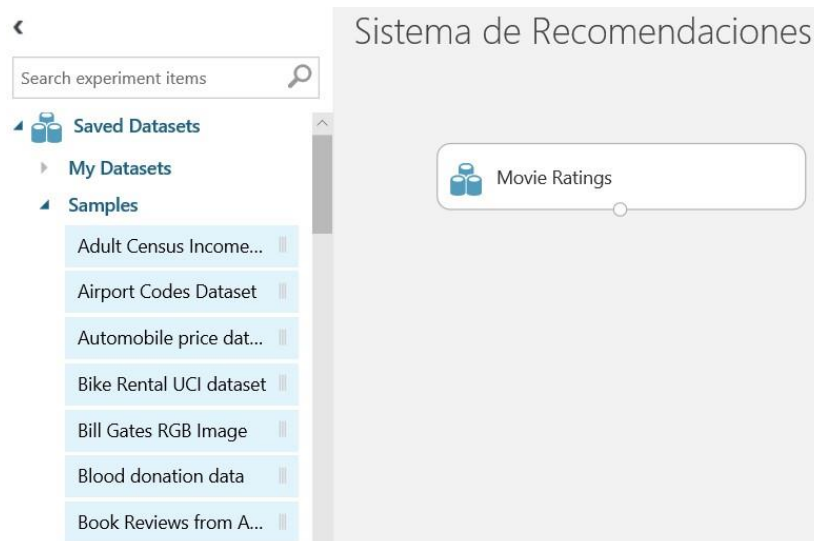 Sistema de Recomendaciones
Search experiment items
Saved Datasets
My Datasets
Samples
Adult Census Income...
Airport Codes Dataset
Automobile price dat...
Bike Rental UCI dataset
Bill Gates RGB Image
Blood donation data
Book Reviews from A...
Movie Ratings